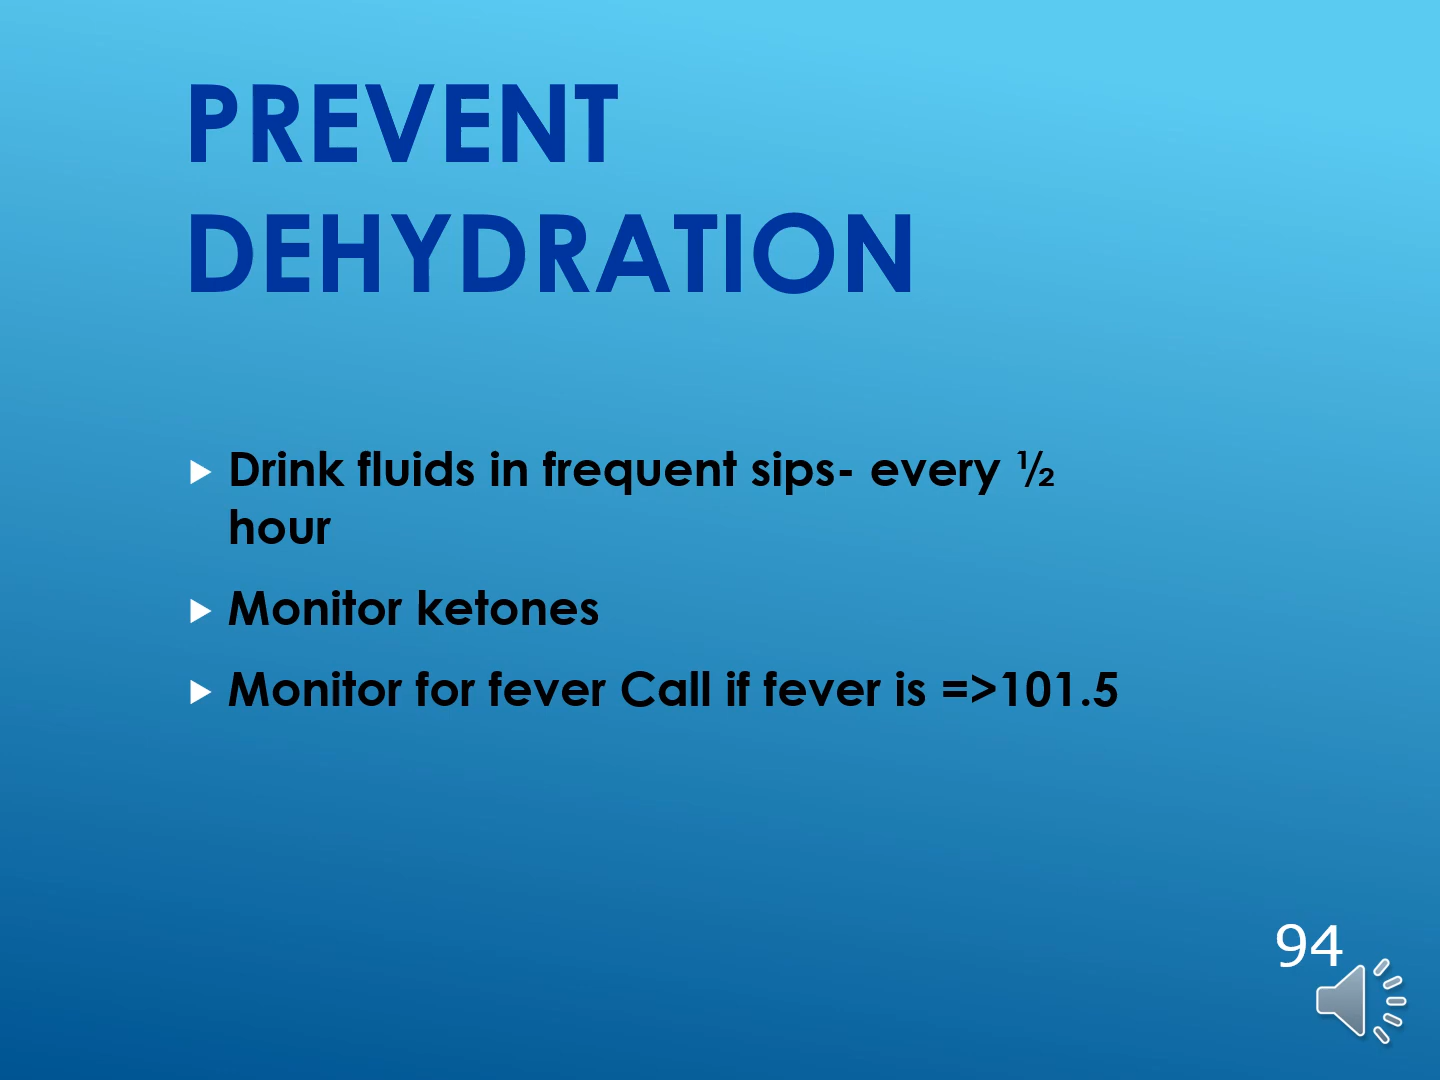 PREVENT
DEHYDRATION
Drink fluids in frequent sips- every ½
hour
Monitor ketones
Monitor for fever Call if fever is =>101.5
94